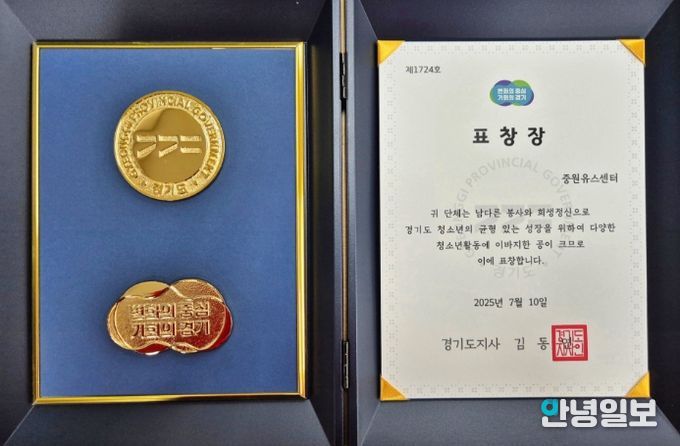 GYEONGGI PROVINCIAL GOVERNMENT
경기도
변화의 중심
기회의 경기
제1724호
변화의 중심
기회의 경기
표창장
중원유스센터
귀 단체는 남다른 봉사와 희생정신으로
경기도 청소년의 균형 있는 성장을 위하여 다양한
청소년활동에 이바지한 공이 크므로
이에 표창합니다.
경기도
2025년 7월 10일
경기도지사 김동연
안녕일보